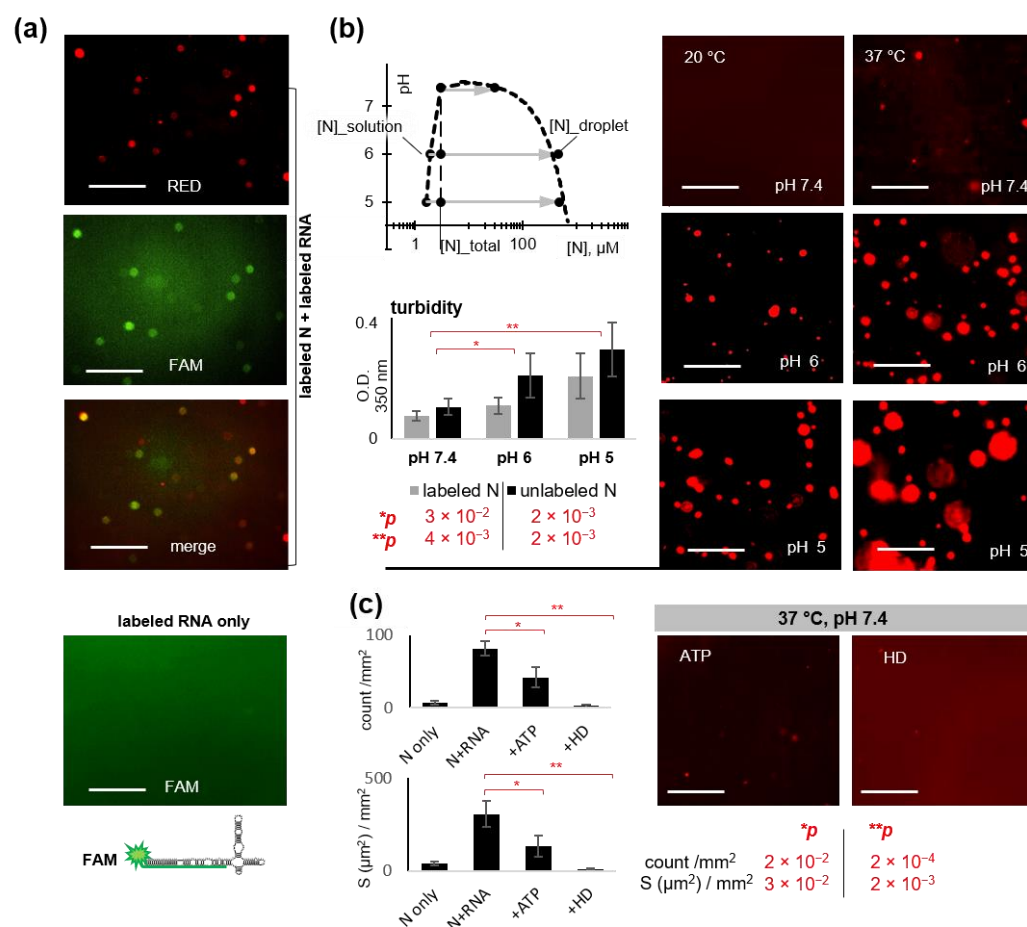 (a)
RED
FAM
merge
labeled N + labeled RNA
labeled RNA only
FAM
FAM
(b)
pH
7
6
5
[N]_solution
[N]_droplet
1
[N]_total
100
[N], µM
turbidity
0.4
O.D.
350 nm
0
**
*
pH 7.4
pH 6
pH 5
labeled N
unlabeled N
*p 3 × 10⁻² 2 × 10⁻³
**p 4 × 10⁻³ 2 × 10⁻³
20 °C
37 °C
pH 7.4
pH 7.4
pH 6
pH 6
pH 5
pH 5
(c)
100
count /mm²
0
**
*
N only
N+RNA
+ATP
+HD
500
S (µm²) / mm²
0
**
*
N only
N+RNA
+ATP
+HD
37 °C, pH 7.4
ATP
HD
*p **p
count /mm² 2 × 10⁻² 2 × 10⁻⁴
S (µm²) / mm² 3 × 10⁻² 2 × 10⁻³